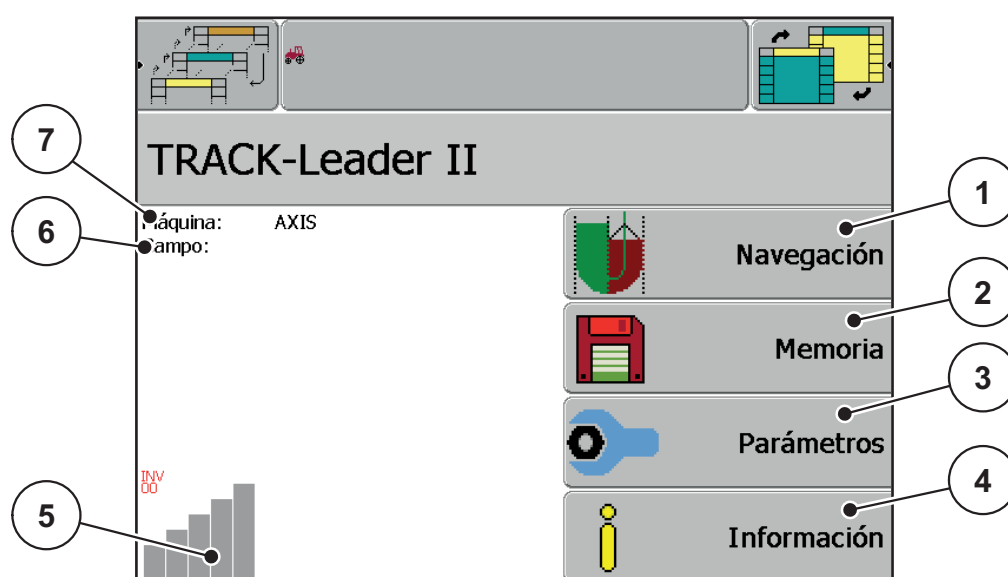 TRACK-Leader II
Máquina: AXIS
Campo:
Navegación
Memoria
Parámetros
Información
INV
00
1
2
3
4
5
6
7